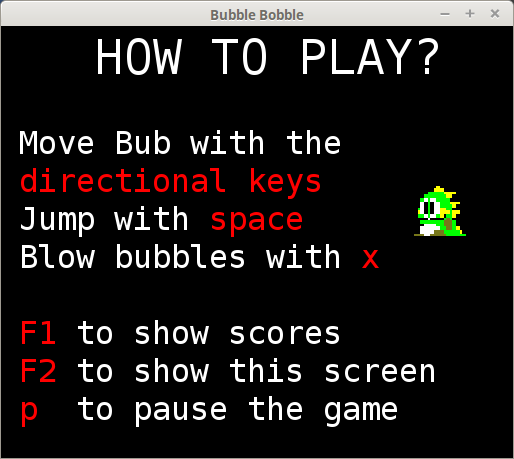 Bubble Bobble
HOW TO PLAY?
Move Bub with the
directional keys
Jump with space
Blow bubbles with x
F1 to show scores
F2 to show this screen
p  to pause the game